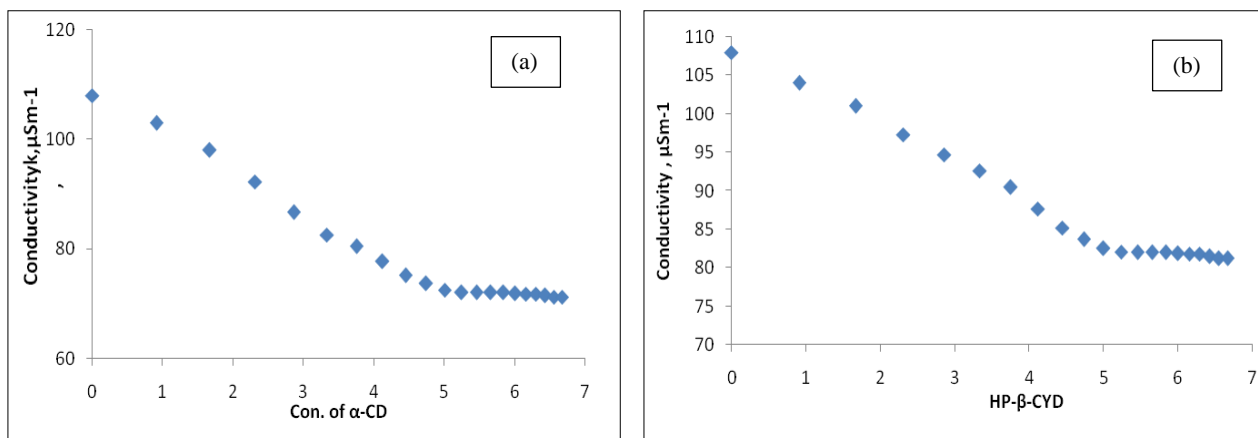 120
100
80
60
Conductivityk,µSm-1
,
(a)
0 1 2 3 4 5 6 7
Con. of α-CD
110
105
100
95
90
85
80
75
70
Conductivity , µSm-1
(b)
0 1 2 3 4 5 6 7
HP-β-CYD